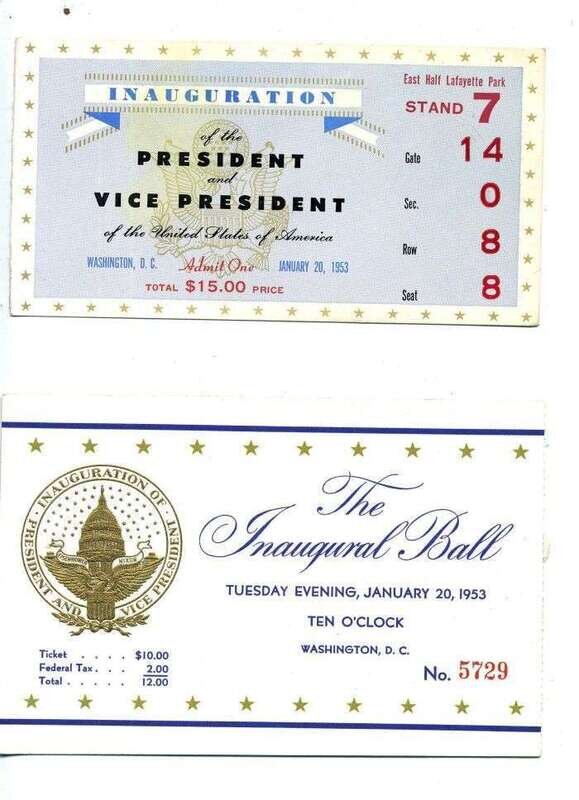 INAUGURATION
of the
PRESIDENT
and
VICE PRESIDENT
of the United States of America
WASHINGTON, D. C. Admit One JANUARY 20, 1953
TOTAL $15.00 PRICE
East Half Lafayette Park
STAND 7
Gate 14
Sec. 0
Row 8
Seat 8
INAUGURATION OF PRESIDENT AND VICE PRESIDENT
The
Inaugural Ball
TUESDAY EVENING, JANUARY 20, 1953
TEN O'CLOCK
WASHINGTON, D. C.
No. 5729
Ticket . . . . $10.00
Federal Tax . . . 2.00
Total . . . . . 12.00